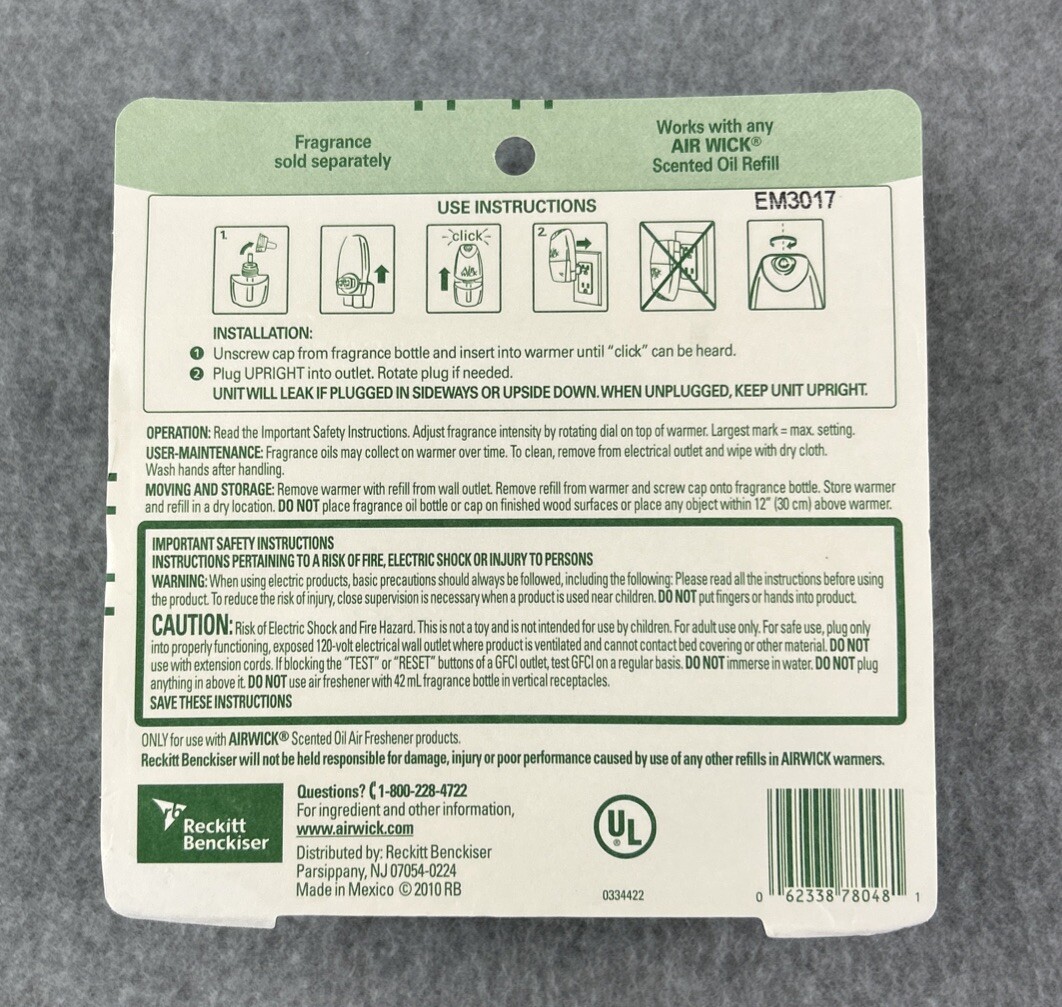 Fragrance
sold separately
Works with any
AIR WICK®
Scented Oil Refill
USE INSTRUCTIONS
EM3017
1.
click
2.
INSTALLATION:
1 Unscrew cap from fragrance bottle and insert into warmer until "click" can be heard.
2 Plug UPRIGHT into outlet. Rotate plug if needed.
UNIT WILL LEAK IF PLUGGED IN SIDEWAYS OR UPSIDE DOWN. WHEN UNPLUGGED, KEEP UNIT UPRIGHT.
OPERATION: Read the Important Safety Instructions. Adjust fragrance intensity by rotating dial on top of warmer. Largest mark = max. setting.
USER-MAINTENANCE: Fragrance oils may collect on warmer over time. To clean, remove from electrical outlet and wipe with dry cloth.
Wash hands after handling.
MOVING AND STORAGE: Remove warmer with refill from wall outlet. Remove refill from warmer and screw cap onto fragrance bottle. Store warmer
and refill in a dry location. DO NOT place fragrance oil bottle or cap on finished wood surfaces or place any object within 12" (30 cm) above warmer.
IMPORTANT SAFETY INSTRUCTIONS
INSTRUCTIONS PERTAINING TO A RISK OF FIRE, ELECTRIC SHOCK OR INJURY TO PERSONS
WARNING: When using electric products, basic precautions should always be followed, including the following: Please read all the instructions before using
the product. To reduce the risk of injury, close supervision is necessary when a product is used near children. DO NOT put fingers or hands into product.
CAUTION: Risk of Electric Shock and Fire Hazard. This is not a toy and is not intended for use by children. For adult use only. For safe use, plug only
into properly functioning, exposed 120-volt electrical wall outlet where product is ventilated and cannot contact bed covering or other material. DO NOT
use with extension cords. If blocking the "TEST" or "RESET" buttons of a GFCI outlet, test GFCI on a regular basis. DO NOT immerse in water. DO NOT plug
anything in above it. DO NOT use air freshener with 42 mL fragrance bottle in vertical receptacles.
SAVE THESE INSTRUCTIONS
ONLY for use with AIRWICK® Scented Oil Air Freshener products.
Reckitt Benckiser will not be held responsible for damage, injury or poor performance caused by use of any other refills in AIRWICK warmers.
Reckitt
Benckiser
Questions? 1-800-228-4722
For ingredient and other information,
www.airwick.com
Distributed by: Reckitt Benckiser
Parsippany, NJ 07054-0224
Made in Mexico © 2010 RB
UL®
0334422
0 62338 78048 1